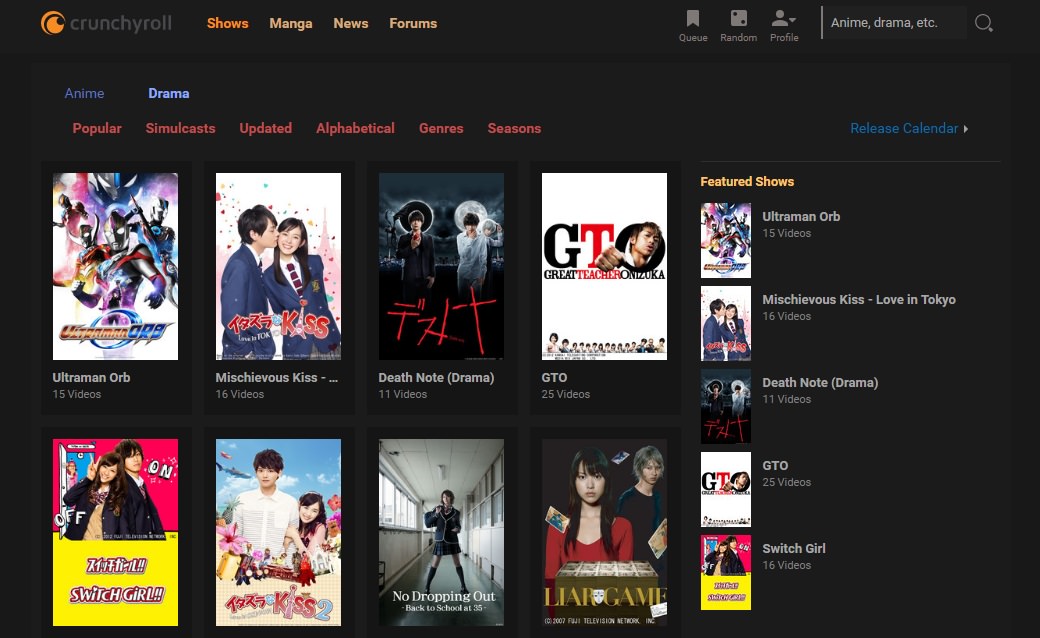 crunchyroll
Shows Manga News Forums
Queue Random Profile
Anime, drama, etc.
Anime Drama
Popular Simulcasts Updated Alphabetical Genres Seasons
Release Calendar
ULTRAMAN ORB
Ultraman Orb
15 Videos
イタズラなKiss
Love in TOKYO
Mischievous Kiss - ...
16 Videos
デスノート
Death Note (Drama)
11 Videos
GTO
GREAT TEACHER ONIZUKA
GTO
25 Videos
ON
OFF
(C)2012 FUJI TELEVISION NETWORK, INC
スイッチガール!!
SWiTCH GiRL!!
イタズラなKiss2
No Dropping Out
- Back to School at 35 -
LIAR GAME
(C)2007 FUJI TELEVISION NETWORK, INC
Featured Shows
Ultraman Orb
15 Videos
Mischievous Kiss - Love in Tokyo
16 Videos
Death Note (Drama)
11 Videos
GTO
25 Videos
Switch Girl
16 Videos